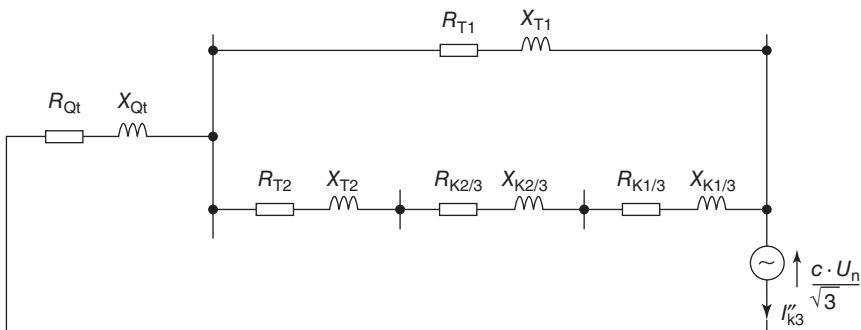 R_T1 X_T1
R_Qt X_Qt
R_T2 X_T2 R_K2/3 X_K2/3 R_K1/3 X_K1/3
~
c · U_n
√3
I″_k3